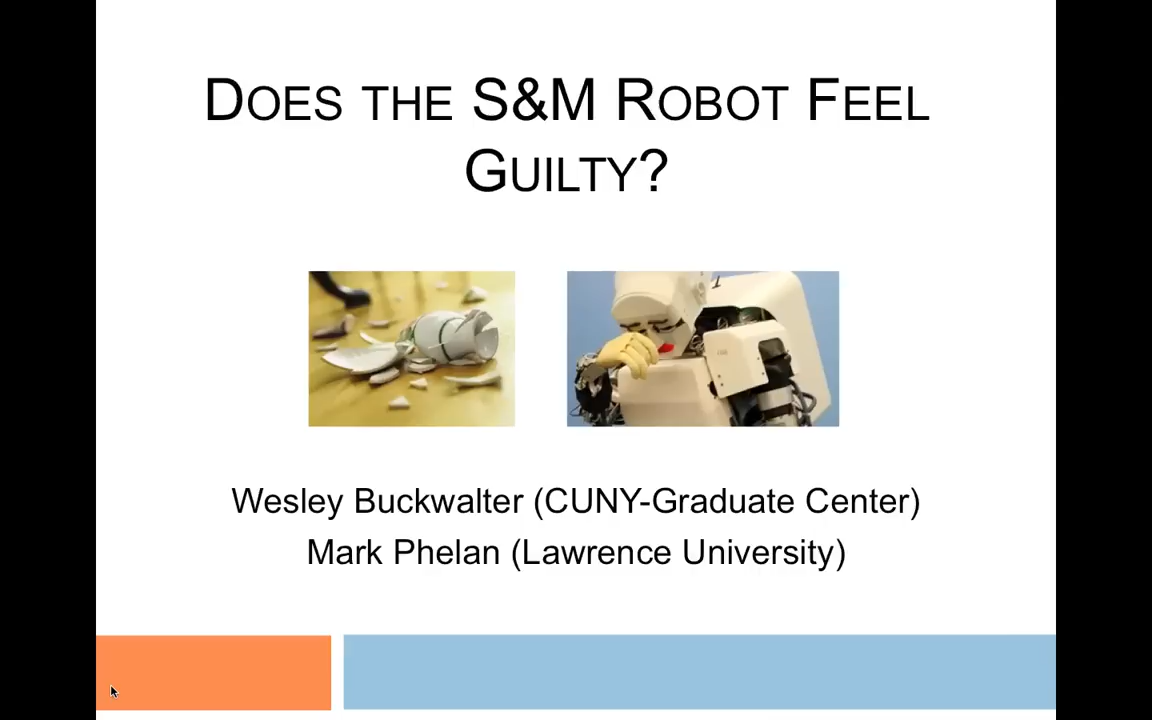 DOES THE S&M ROBOT FEEL
GUILTY?
Wesley Buckwalter (CUNY-Graduate Center)
Mark Phelan (Lawrence University)